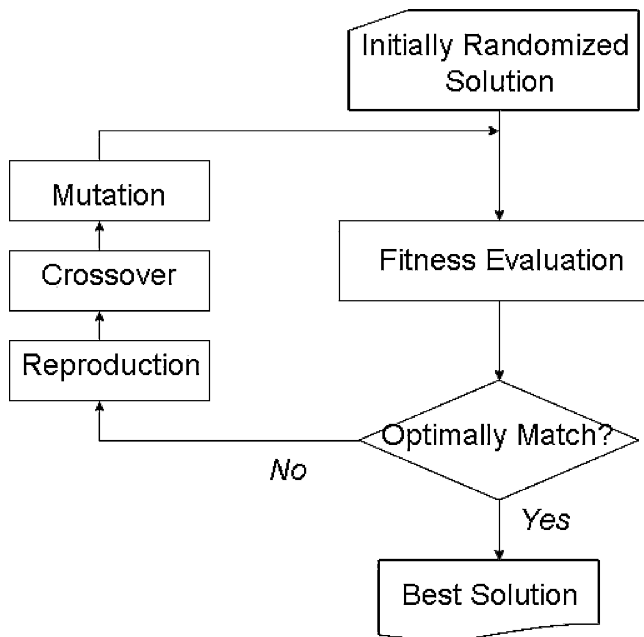 Initially Randomized
Solution
Mutation
Fitness Evaluation
Crossover
Reproduction
Optimally Match?
No
Yes
Best Solution